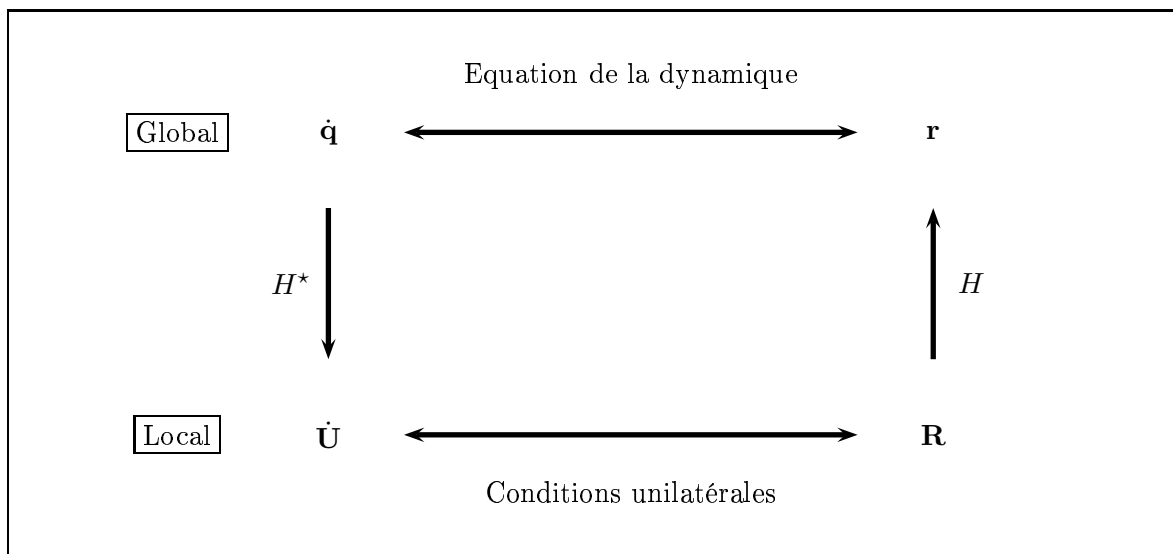 Equation de la dynamique
Global q̇ r
H⋆ H
Local U̇ R
Conditions unilatérales